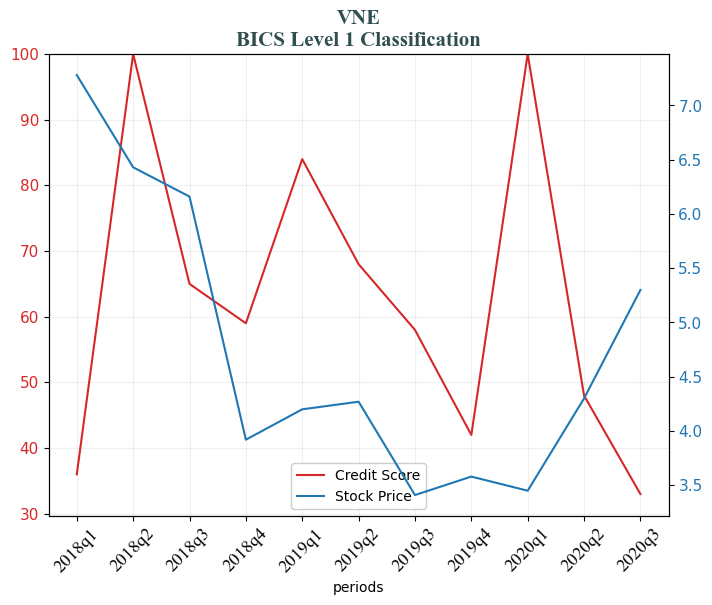 VNE
BICS Level 1 Classification
100
90
80
70
60
50
40
30
7.0
6.5
6.0
5.5
5.0
4.5
4.0
3.5
Credit Score
Stock Price
2018q1
2018q2
2018q3
2018q4
2019q1
2019q2
2019q3
2019q4
2020q1
2020q2
2020q3
periods